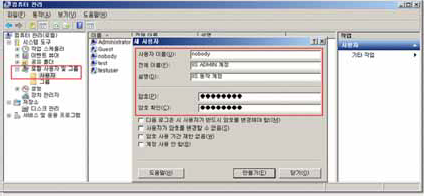 컴퓨터 관리
파일(F) 동작(A) 보기(V) 도움말(H)
컴퓨터 관리(로컬)
시스템 도구
작업 스케줄러
이벤트 뷰어
공유 폴더
로컬 사용자 및 그룹
사용자
그룹
성능
장치 관리자
저장소
디스크 관리
서비스 및 응용 프로그램
이름
Administrator
Guest
nobody
test
testuser
새 사용자
사용자 이름(U): nobody
전체 이름(F): IIS ADMIN 계정
설명(D): IIS 동작 계정
암호(P): ●●●●●●●●
암호 확인(C): ●●●●●●●●
다음 로그온 시 사용자가 반드시 암호를 변경해야 함(M)
사용자가 암호를 변경할 수 없음(S)
암호 사용 기간 제한 없음(W)
계정 사용 안 함(B)
도움말(H) 만들기(E) 닫기(O)
작업
사용자
기타 작업